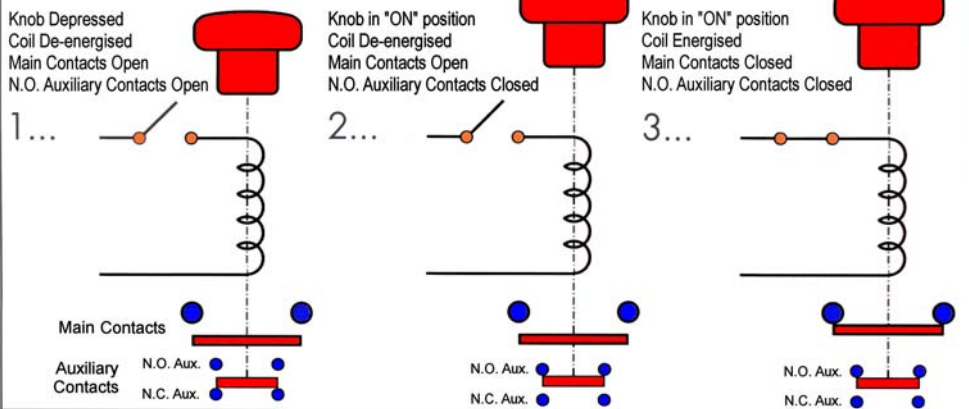 Knob Depressed
Coil De-energised
Main Contacts Open
N.O. Auxiliary Contacts Open
1...
Knob in "ON" position
Coil De-energised
Main Contacts Open
N.O. Auxiliary Contacts Closed
2...
Knob in "ON" position
Coil Energised
Main Contacts Closed
N.O. Auxiliary Contacts Closed
3...
Main Contacts
Auxiliary
Contacts
N.O. Aux.
N.C. Aux.
N.O. Aux.
N.C. Aux.
N.O. Aux.
N.C. Aux.